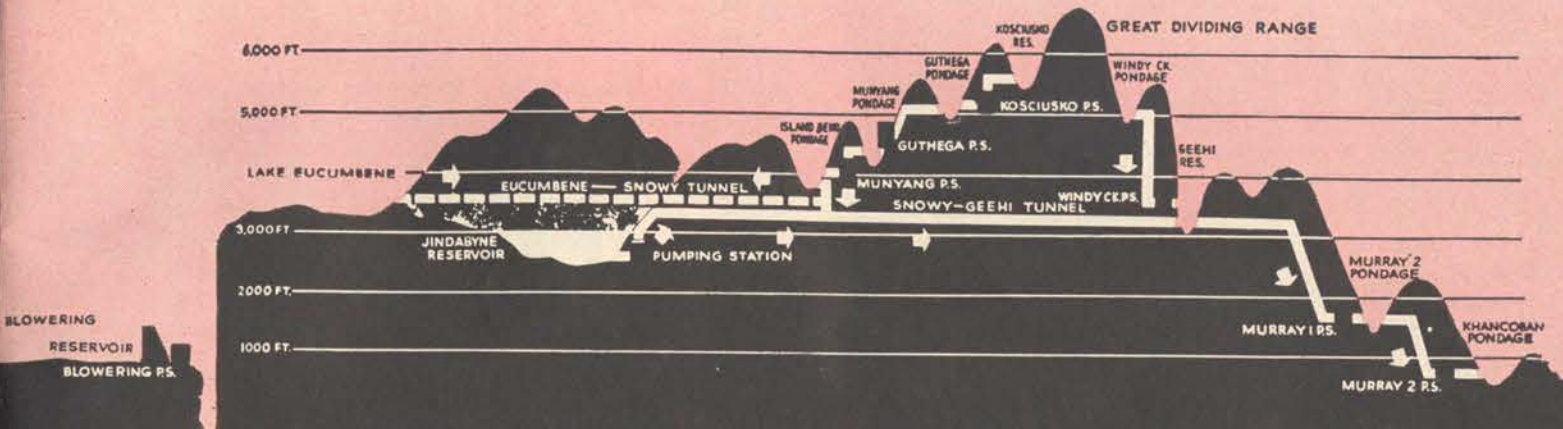 KOSCIUSKO
RES.
GREAT DIVIDING RANGE
6,000 FT.
GUTHEGA
PONDAGE
WINDY CK.
PONDAGE
MUNYANG
PONDAGE
5,000 FT.
KOSCIUSKO P.S.
ISLAND BEND
PONDAGE
GUTHEGA P.S.
GEEHI
RES.
LAKE EUCUMBENE
EUCUMBENE — SNOWY TUNNEL
MUNYANG P.S.
WINDY CK.P.S.
SNOWY-GEEHI TUNNEL
3,000 FT
JINDABYNE
RESERVOIR
PUMPING STATION
MURRAY 2
PONDAGE
2000 FT.
BLOWERING
RESERVOIR
BLOWERING P.S.
MURRAY 1 P.S.
KHANCOBAN
PONDAGE
1000 FT.
MURRAY 2 P.S.